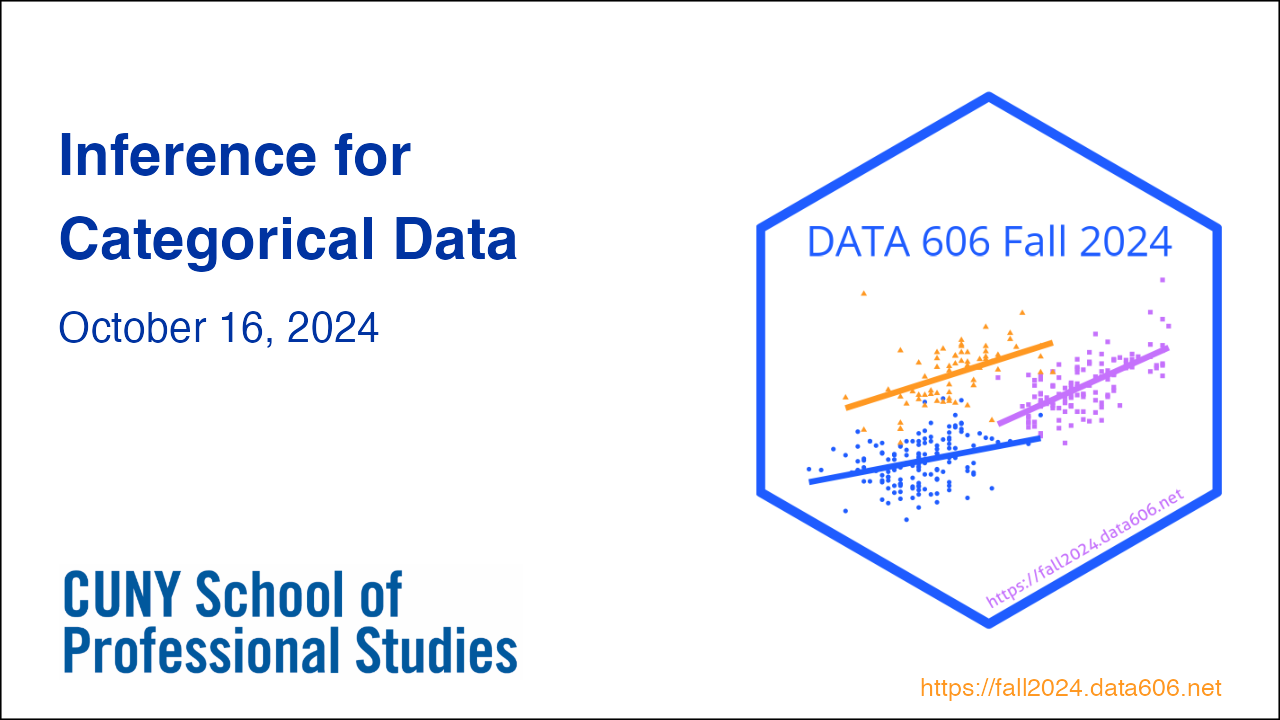 Inference for
Categorical Data
October 16, 2024
DATA 606 Fall 2024
https://fall2024.data606.net
CUNY School of
Professional Studies
https://fall2024.data606.net